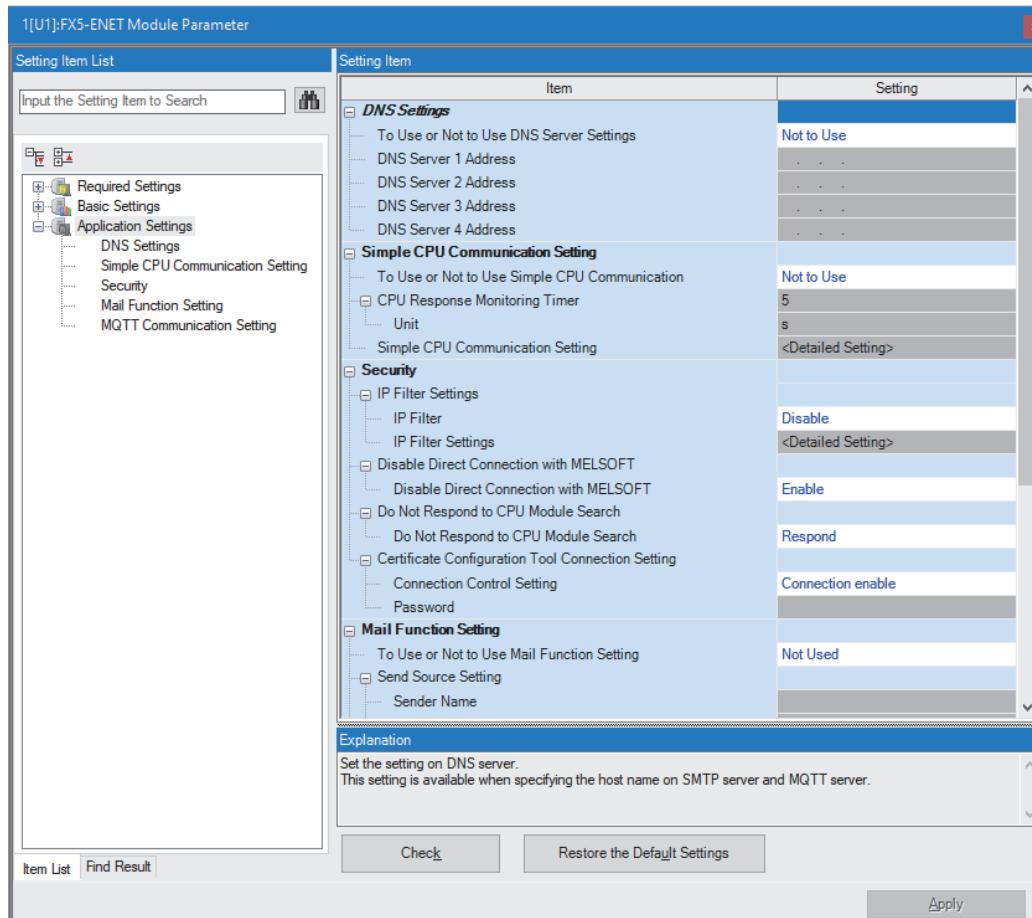 1[U1]:FX5-ENET Module Parameter
Setting Item List
Input the Setting Item to Search
Required Settings
Basic Settings
Application Settings
DNS Settings
Simple CPU Communication Setting
Security
Mail Function Setting
MQTT Communication Setting
Item List Find Result
Setting Item
Item Setting
DNS Settings
To Use or Not to Use DNS Server Settings Not to Use
DNS Server 1 Address . . .
DNS Server 2 Address . . .
DNS Server 3 Address . . .
DNS Server 4 Address . . .
Simple CPU Communication Setting
To Use or Not to Use Simple CPU Communication Not to Use
CPU Response Monitoring Timer 5
Unit s
Simple CPU Communication Setting <Detailed Setting>
Security
IP Filter Settings
IP Filter Disable
IP Filter Settings <Detailed Setting>
Disable Direct Connection with MELSOFT
Disable Direct Connection with MELSOFT Enable
Do Not Respond to CPU Module Search
Do Not Respond to CPU Module Search Respond
Certificate Configuration Tool Connection Setting
Connection Control Setting Connection enable
Password
Mail Function Setting
To Use or Not to Use Mail Function Setting Not Used
Send Source Setting
Sender Name
Explanation
Set the setting on DNS server.
This setting is available when specifying the host name on SMTP server and MQTT server.
Check Restore the Default Settings
Apply